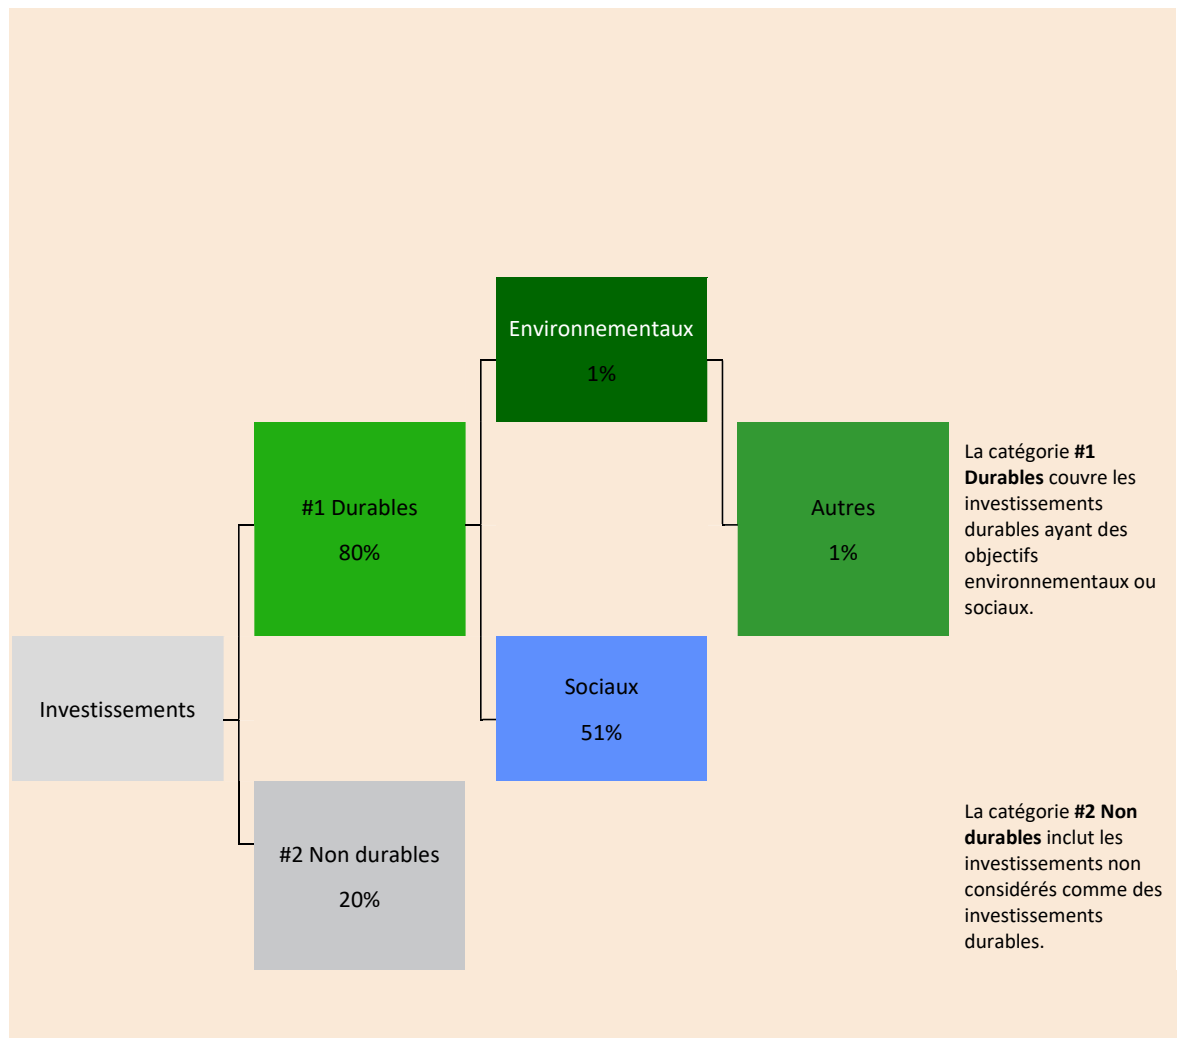 Environnementaux
1%
#1 Durables
80%
Autres
1%
La catégorie #1
Durables couvre les
investissements
durables ayant des
objectifs
environnementaux ou
sociaux.
Investissements
Sociaux
51%
#2 Non durables
20%
La catégorie #2 Non
durables inclut les
investissements non
considérés comme des
investissements
durables.